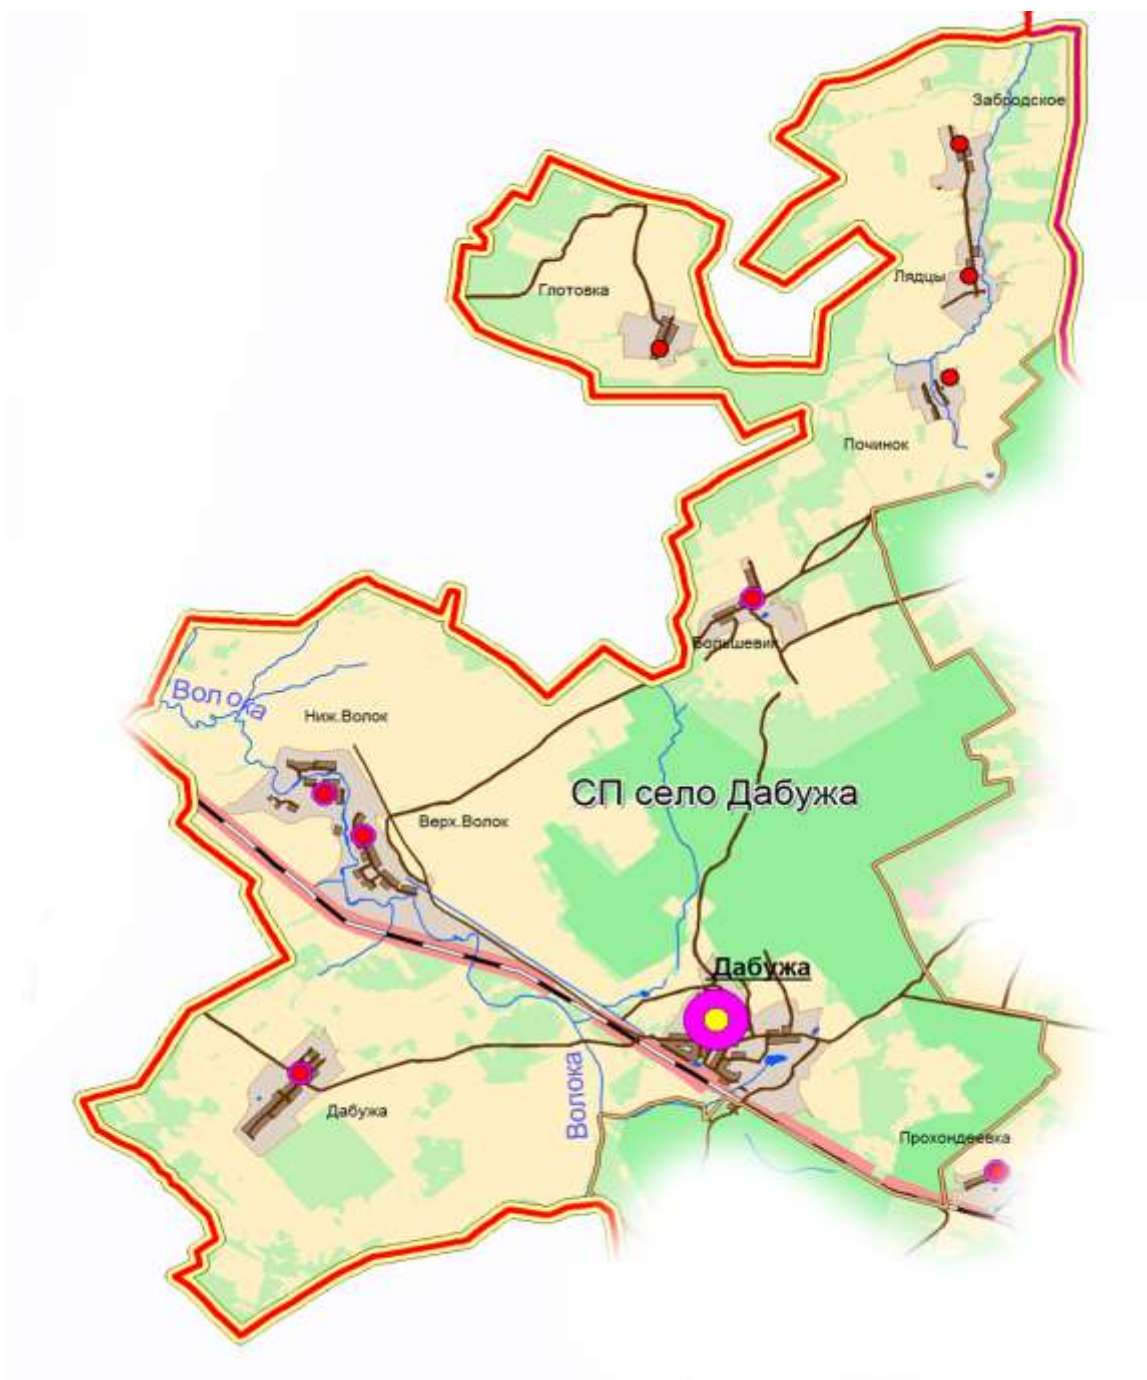 Забродское
Лядцы
Глотовка
Починок
Большевик
Волока
Ниж.Волок
СП село Дабужа
Верх.Волок
Дабужа
Волока
Дабужа
Прохондеевка